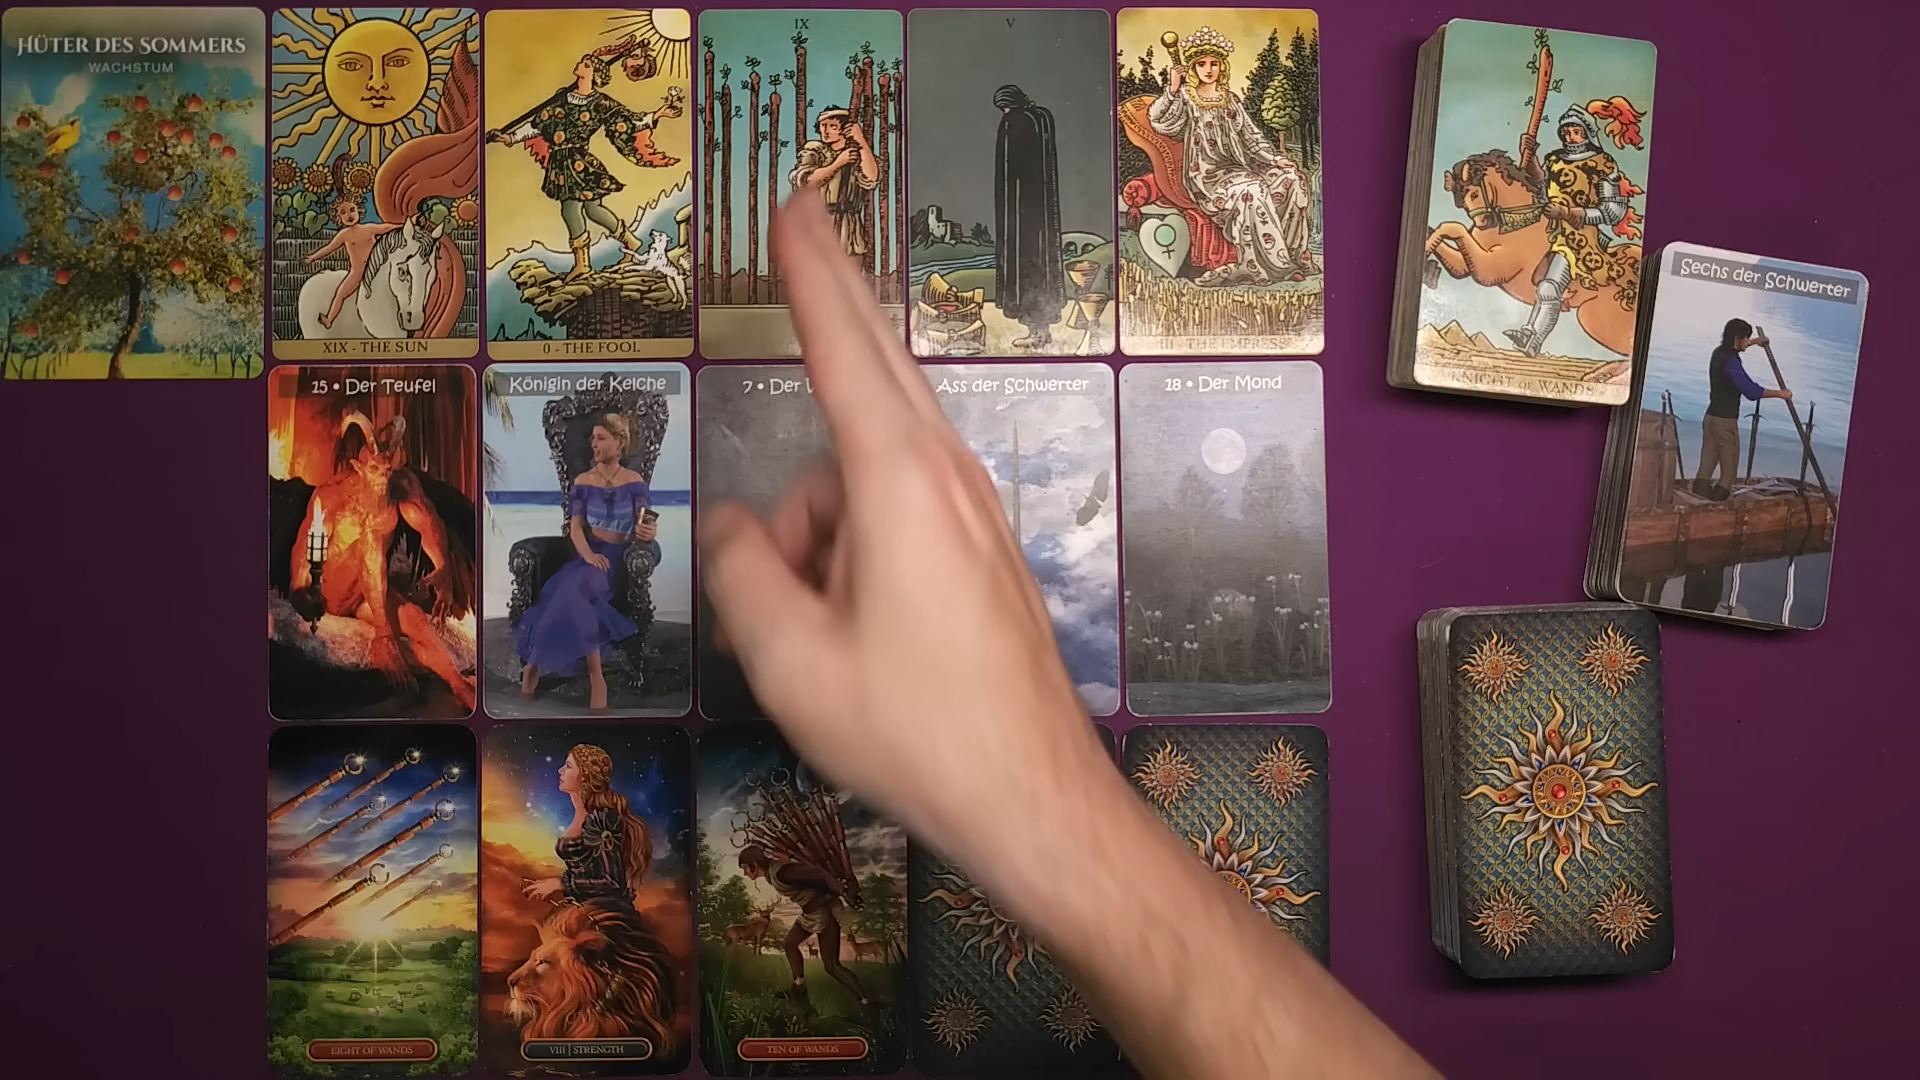 HÜTER DES SOMMERS
WACHSTUM
XIX - THE SUN
0 - THE FOOL
IX
V
III - THE EMPRESS
KNIGHT OF WANDS
Sechs der Schwerter
15 • Der Teufel
Königin der Kelche
7 • Der
Ass der Schwerter
18 • Der Mond
EIGHT OF WANDS
VIII | STRENGTH
TEN OF WANDS